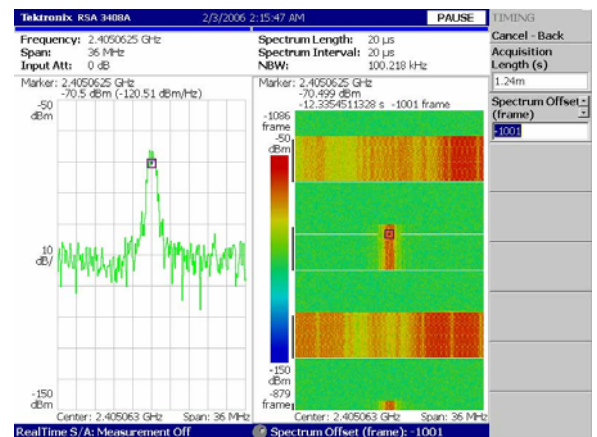 Tektronix RSA 3408A 2/3/2006 2:15:47 AM PAUSE
TIMING
Frequency: 2.4050625 GHz
Span: 36 MHz
Input Att: 0 dB
Spectrum Length: 20 µs
Spectrum Interval: 20 µs
NBW: 100.218 kHz
Cancel - Back
Acquisition
Length (s)
1.24m
Spectrum Offset
(frame)
-1001
Marker: 2.4050625 GHz
-70.5 dBm (-120.51 dBm/Hz)
-50
dBm
10
dB/
-150
dBm
Center: 2.405063 GHz Span: 36 MHz
Marker: 2.4050625 GHz
-70.499 dBm
-12.3354511328 s -1001 frame
-1086
frame
-50
dBm
-150
dBm
-879
frame
Center: 2.405063 GHz Span: 36 MHz
RealTime S/A: Measurement Off
Spectrum Offset (frame): -1001